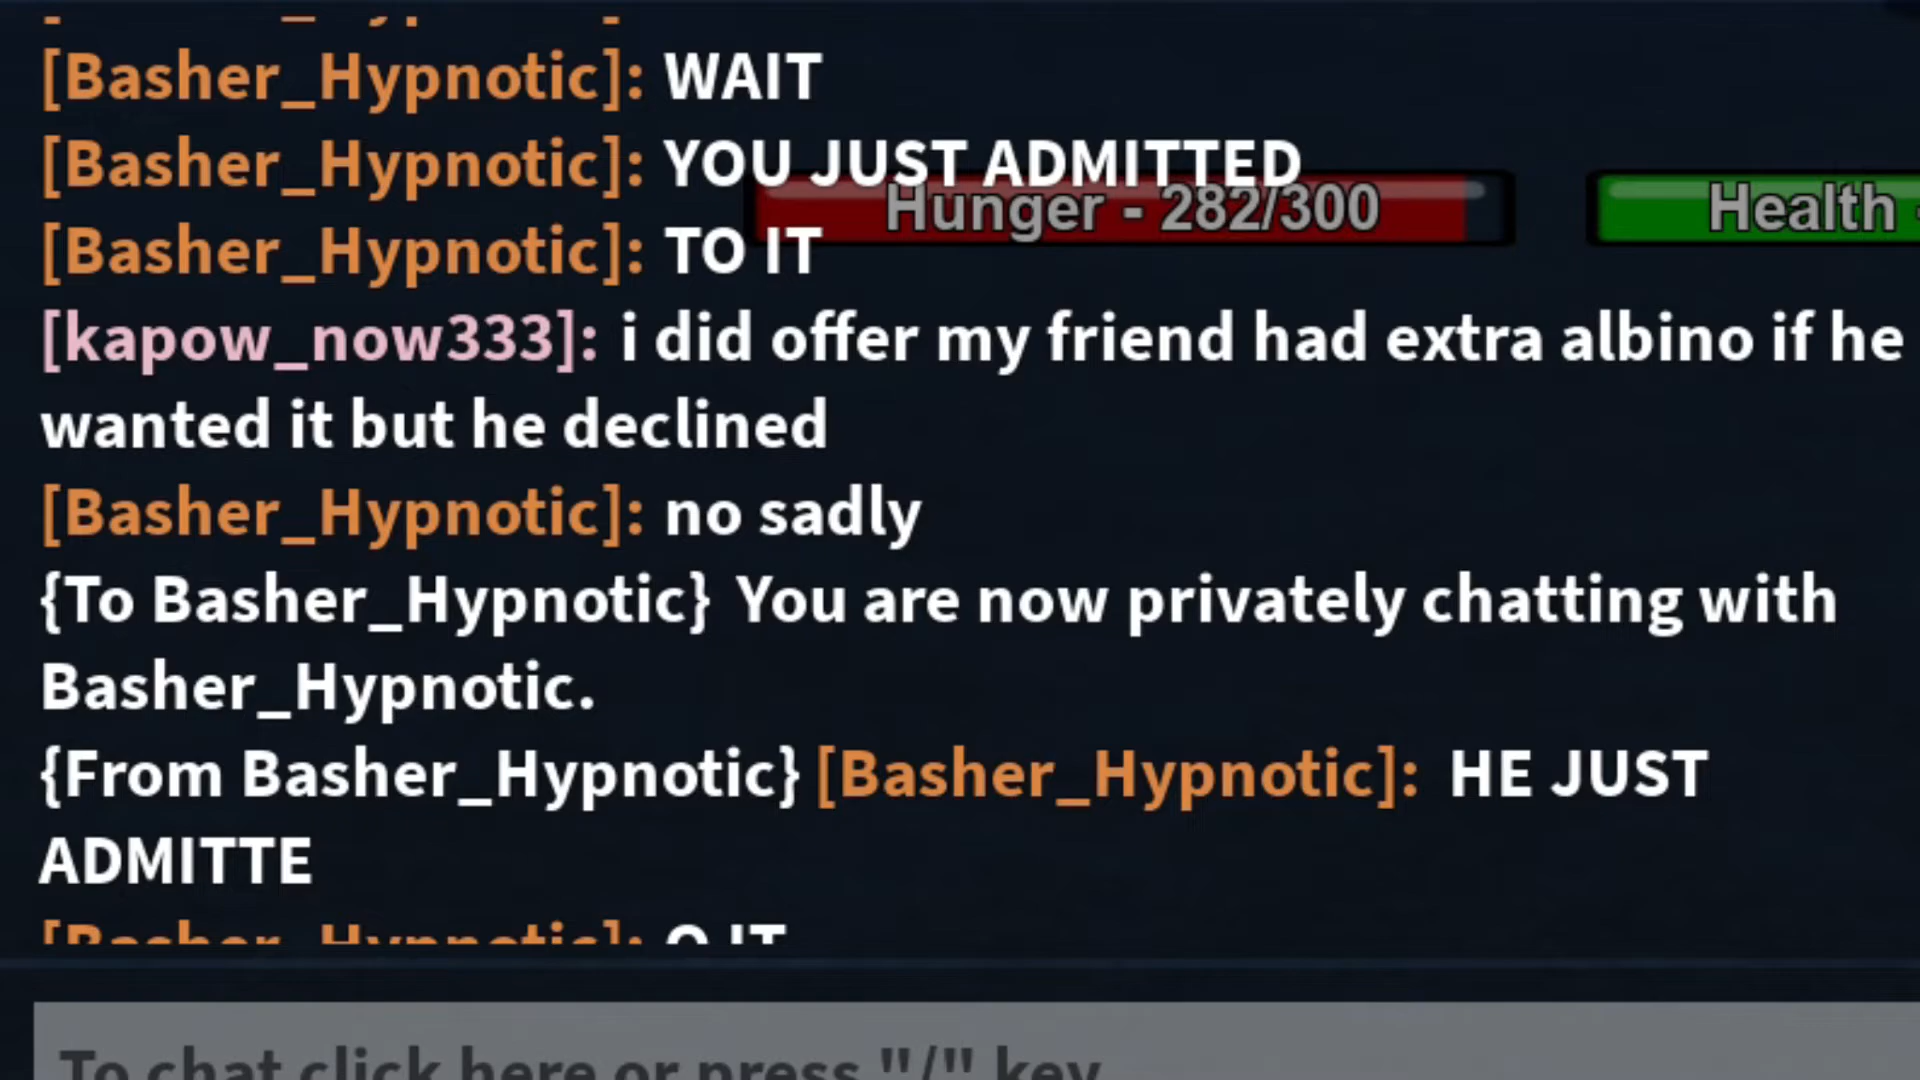 [Basher_Hypnotic]: WAIT
[Basher_Hypnotic]: YOU JUST ADMITTED
Hunger - 282/300
Health -
[Basher_Hypnotic]: TO IT
[kapow_now333]: i did offer my friend had extra albino if he
wanted it but he declined
[Basher_Hypnotic]: no sadly
{To Basher_Hypnotic} You are now privately chatting with
Basher_Hypnotic.
{From Basher_Hypnotic} [Basher_Hypnotic]: HE JUST
ADMITTE
[Basher_Hypnotic]: O IT
To chat click here or press "/" key